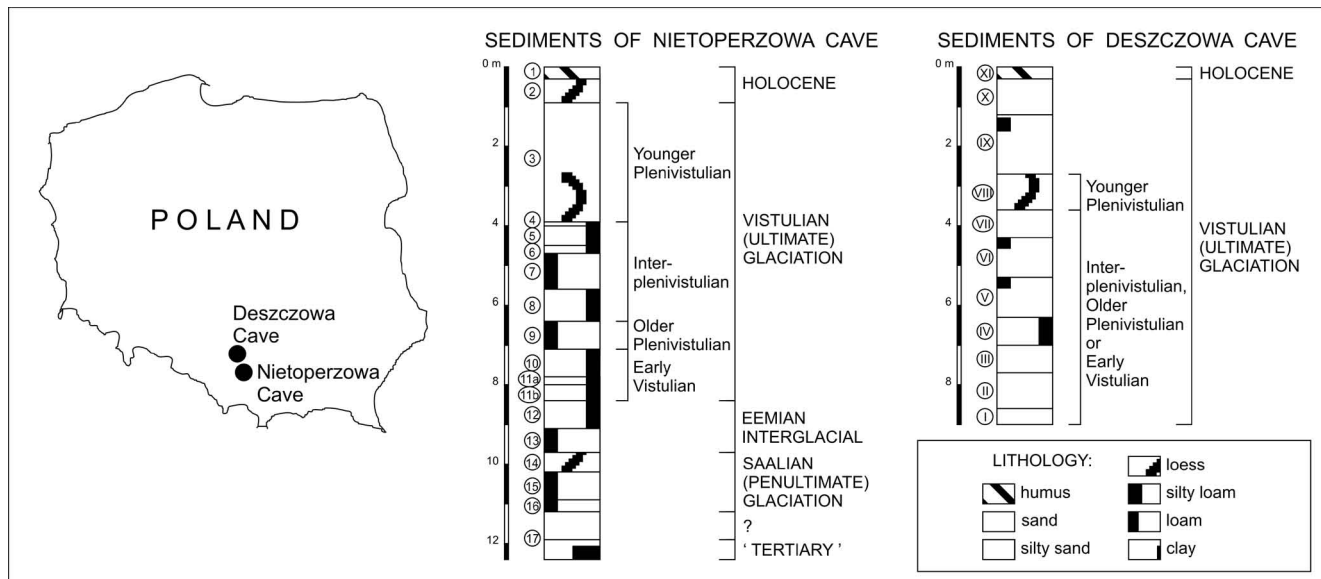 POLAND
Deszczowa
Cave
Nietoperzowa
Cave
SEDIMENTS OF NIETOPERZOWA CAVE
0 m
2
4
6
8
10
12
1
2
3
4
5
6
7
8
9
10
11a
11b
12
13
14
15
16
17
Younger
Plenivistulian
Inter-
plenivistulian
Older
Plenivistulian
Early
Vistulian
HOLOCENE
VISTULIAN
(ULTIMATE)
GLACIATION
EEMIAN
INTERGLACIAL
SAALIAN
(PENULTIMATE)
GLACIATION
?
' TERTIARY '
SEDIMENTS OF DESZCZOWA CAVE
0 m
2
4
6
8
XI
X
IX
VIII
VII
VI
V
IV
III
II
I
Younger
Plenivistulian
Inter-
plenivistulian,
Older
Plenivistulian
or
Early
Vistulian
HOLOCENE
VISTULIAN
(ULTIMATE)
GLACIATION
LITHOLOGY:
humus
sand
silty sand
loess
silty loam
loam
clay